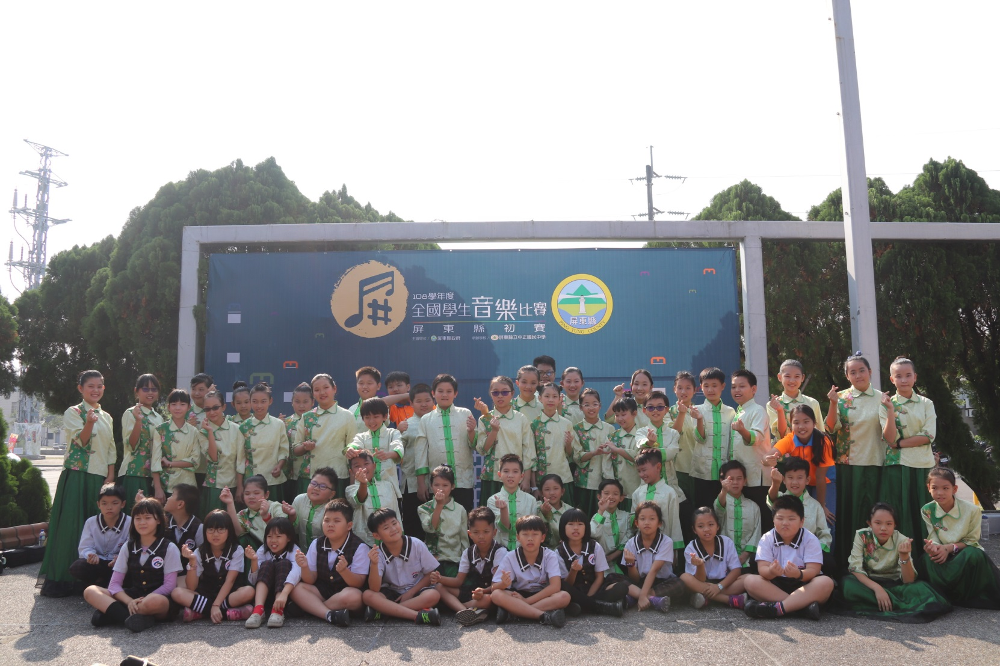 108學年度
全國學生音樂比賽
屏東縣初賽
主辦單位/屏東縣政府 承辦學校/屏東縣立中正國民中學
屏東縣
PING TUNG COUNTY